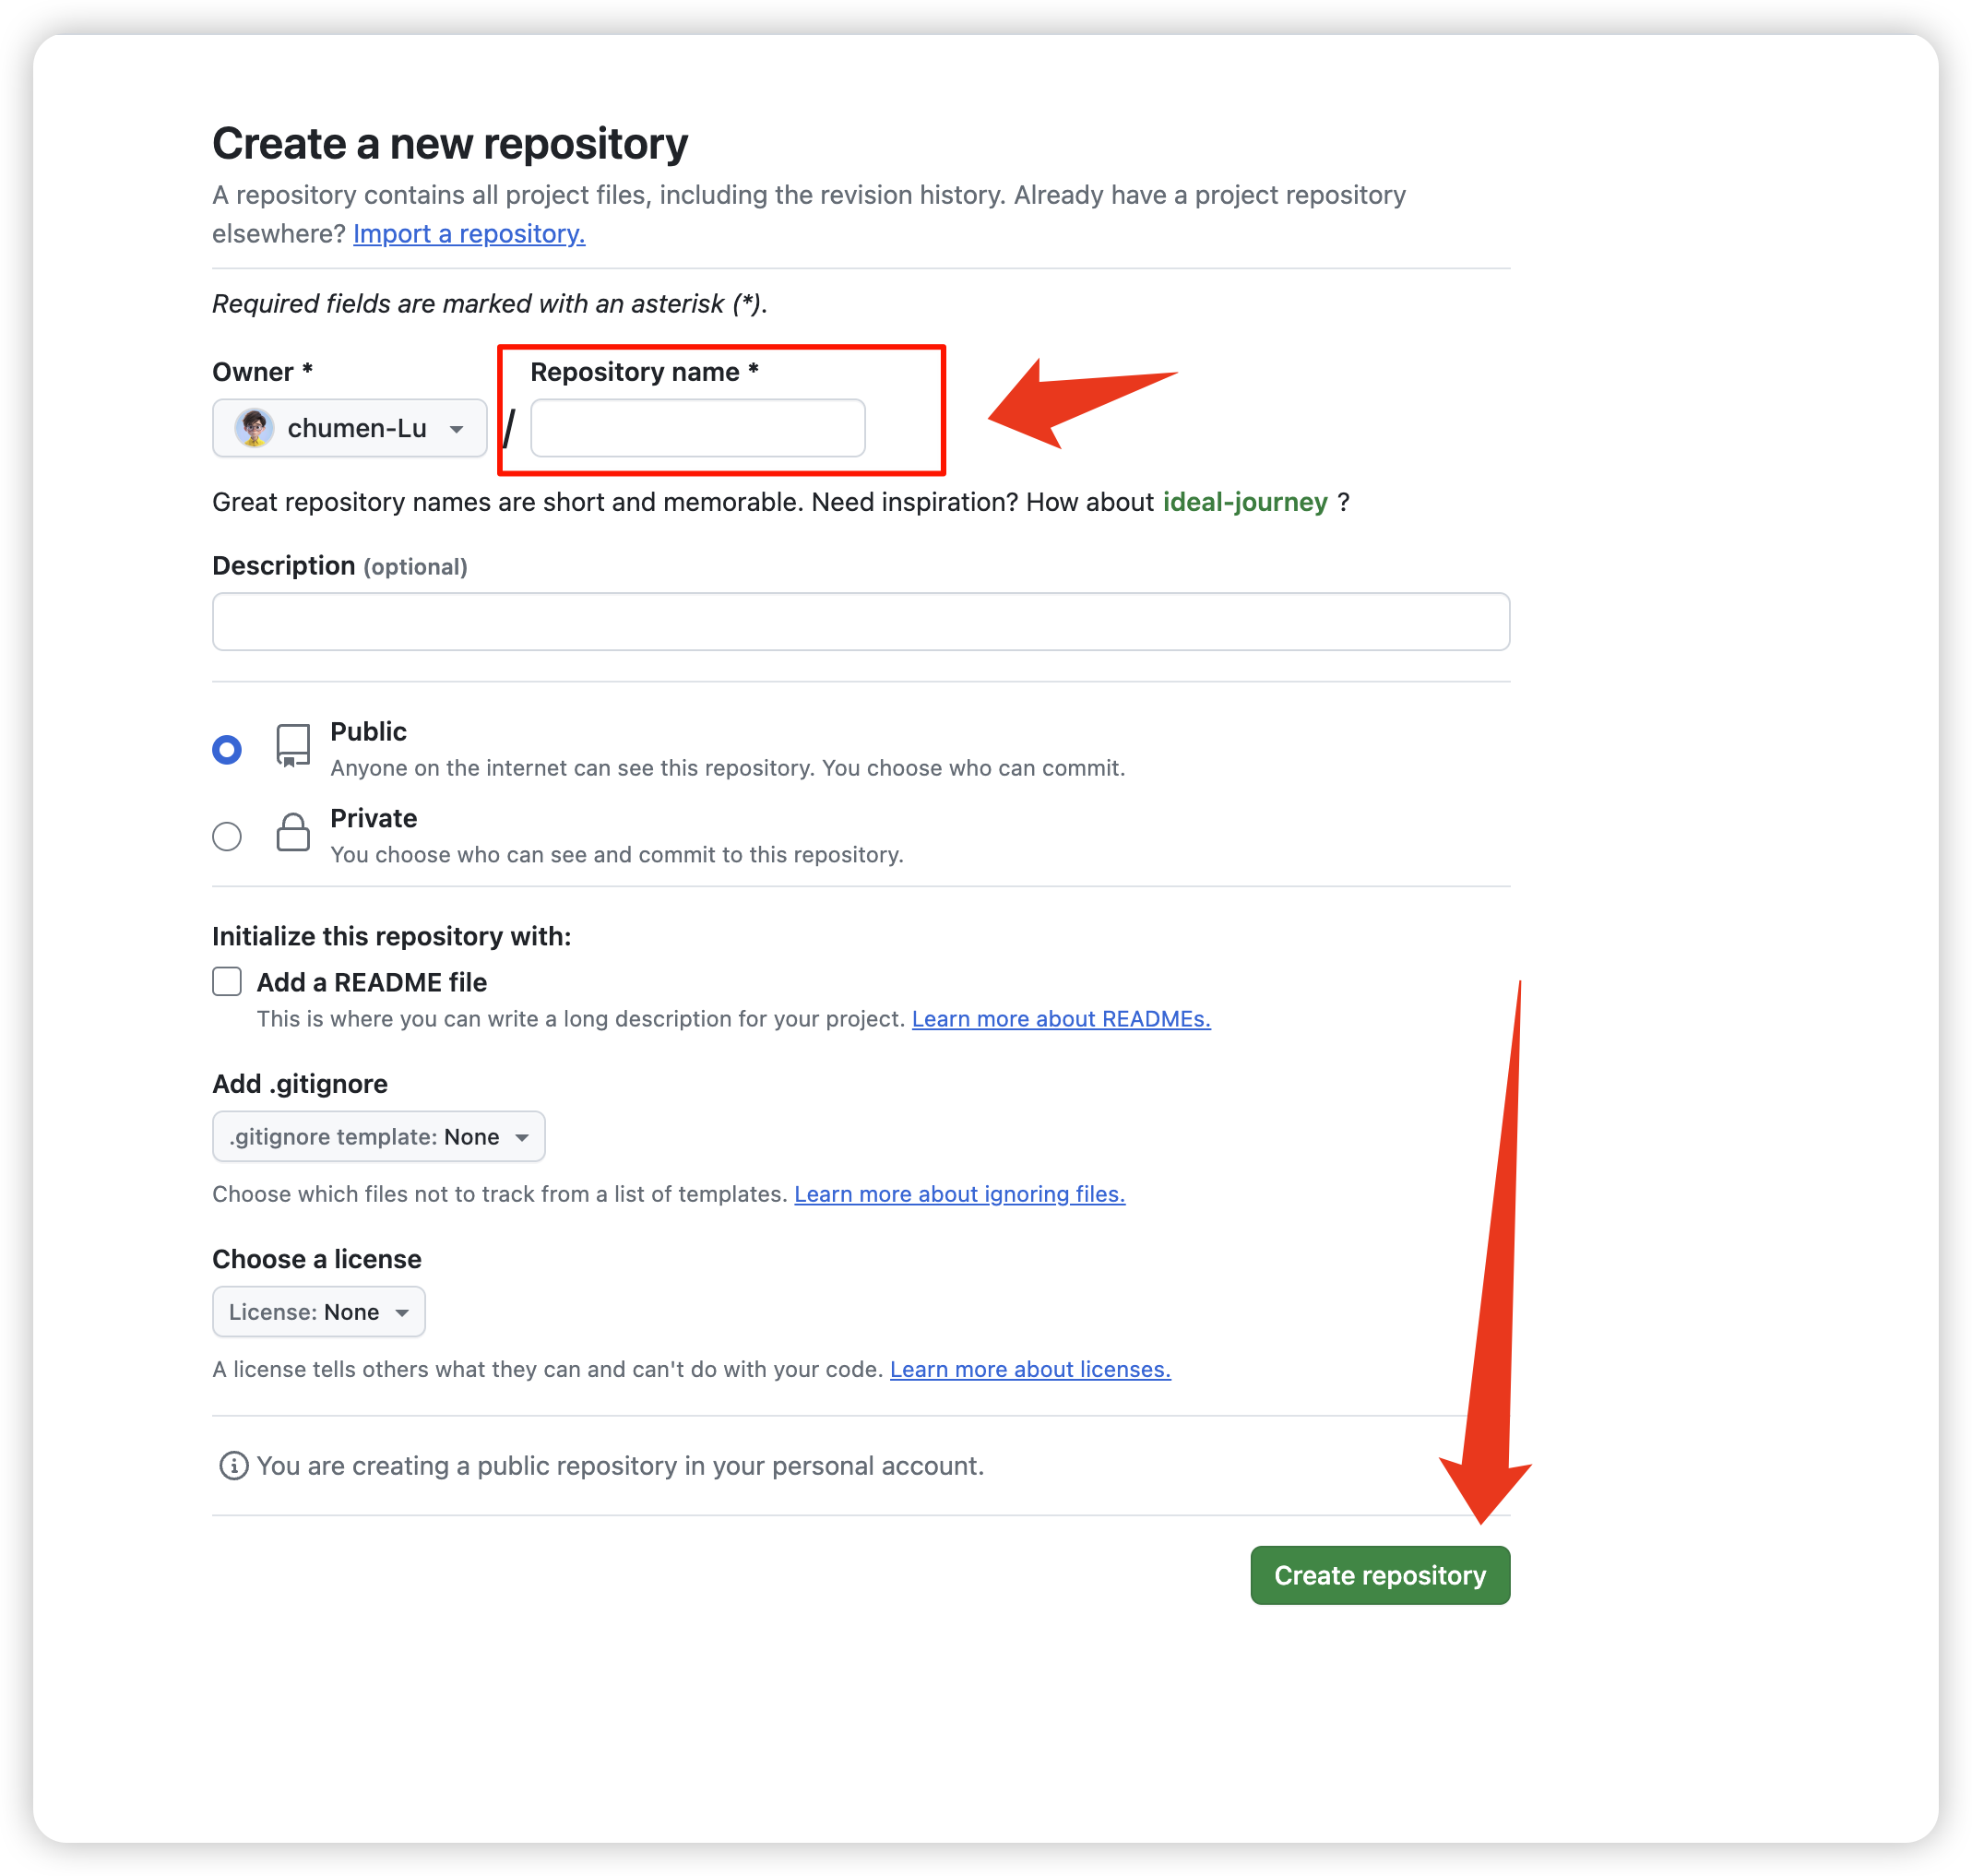 Create a new repository
A repository contains all project files, including the revision history. Already have a project repository
elsewhere? Import a repository.
Required fields are marked with an asterisk (*).
Owner *
Repository name *
chumen-Lu
/
Great repository names are short and memorable. Need inspiration? How about ideal-journey ?
Description (optional)
Public
Anyone on the internet can see this repository. You choose who can commit.
Private
You choose who can see and commit to this repository.
Initialize this repository with:
Add a README file
This is where you can write a long description for your project. Learn more about READMEs.
Add .gitignore
.gitignore template: None
Choose which files not to track from a list of templates. Learn more about ignoring files.
Choose a license
License: None
A license tells others what they can and can't do with your code. Learn more about licenses.
You are creating a public repository in your personal account.
Create repository